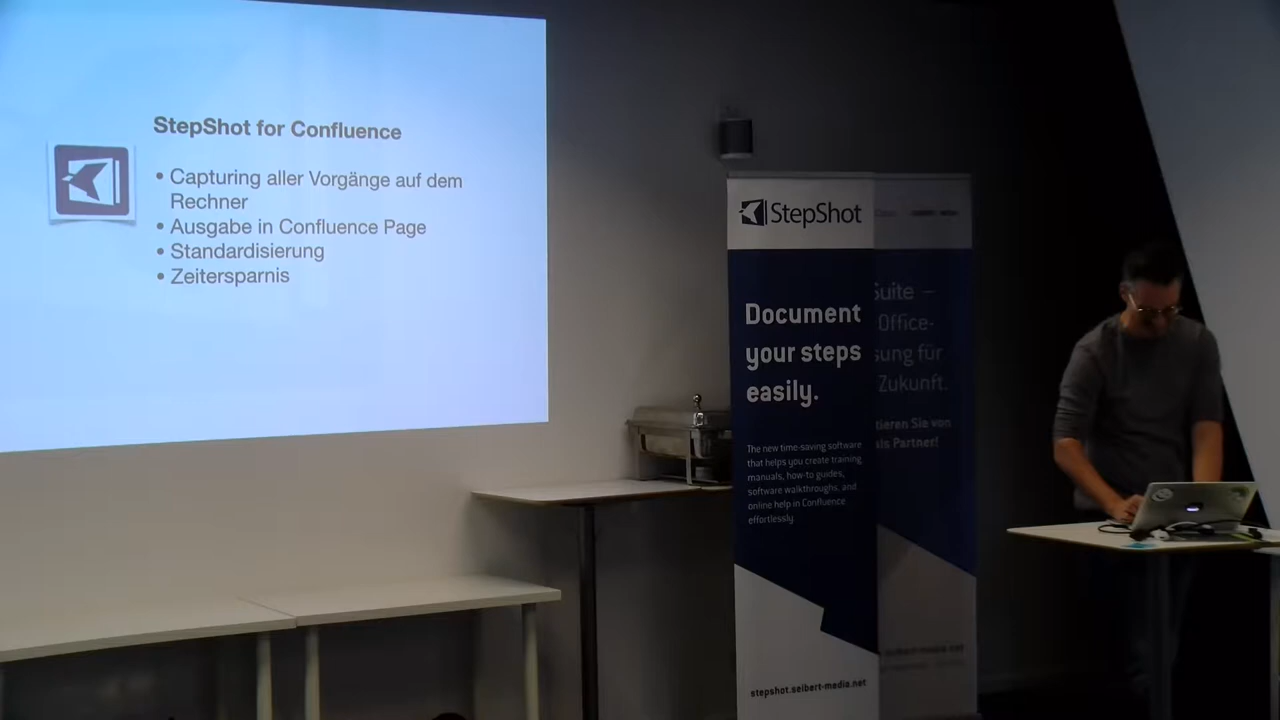 StepShot for Confluence
• Capturing aller Vorgänge auf dem
Rechner
• Ausgabe in Confluence Page
• Standardisierung
• Zeitersparnis
StepShot
Document
your steps
easily.
The new time-saving software
that helps you create training
manuals, how-to guides,
software walkthroughs, and
online help in Confluence
effortlessly
stepshot.seibert-media.net
Suite –
Office-
sung für
Zukunft.
tieren Sie von
als Partner!